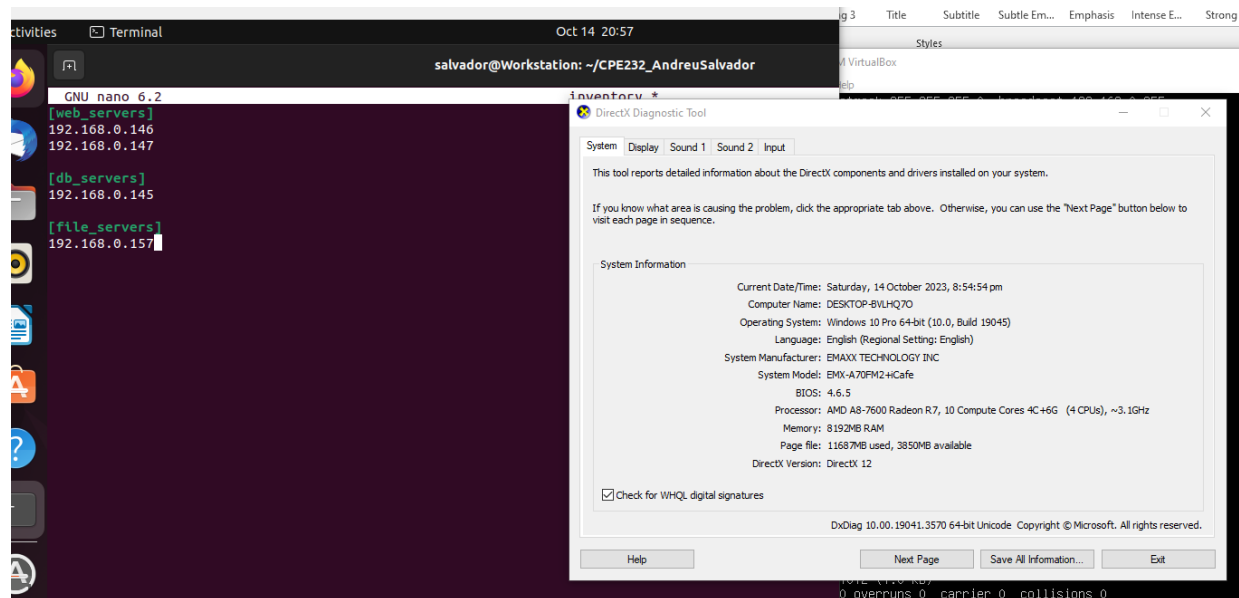 g 3 Title Subtitle Subtle Em... Emphasis Intense E... Strong
Styles
ctivities Terminal Oct 14 20:57
M VirtualBox
elp
salvador@Workstation: ~/CPE232_AndreuSalvador
GNU nano 6.2 inventory *
[web_servers]
192.168.0.146
192.168.0.147
[db_servers]
192.168.0.145
[file_servers]
192.168.0.157
DirectX Diagnostic Tool
System Display Sound 1 Sound 2 Input
This tool reports detailed information about the DirectX components and drivers installed on your system.
If you know what area is causing the problem, click the appropriate tab above. Otherwise, you can use the "Next Page" button below to
visit each page in sequence.
System Information
Current Date/Time: Saturday, 14 October 2023, 8:54:54 pm
Computer Name: DESKTOP-BVLHQ7O
Operating System: Windows 10 Pro 64-bit (10.0, Build 19045)
Language: English (Regional Setting: English)
System Manufacturer: EMAXX TECHNOLOGY INC
System Model: EMX-A70FM2+iCafe
BIOS: 4.6.5
Processor: AMD A8-7600 Radeon R7, 10 Compute Cores 4C+6G (4 CPUs), ~3.1GHz
Memory: 8192MB RAM
Page file: 11687MB used, 3850MB available
DirectX Version: DirectX 12
Check for WHQL digital signatures
DxDiag 10.00.19041.3570 64-bit Unicode Copyright © Microsoft. All rights reserved.
Help Next Page Save All Information... Exit
0 overruns 0 carrier 0 collisions 0